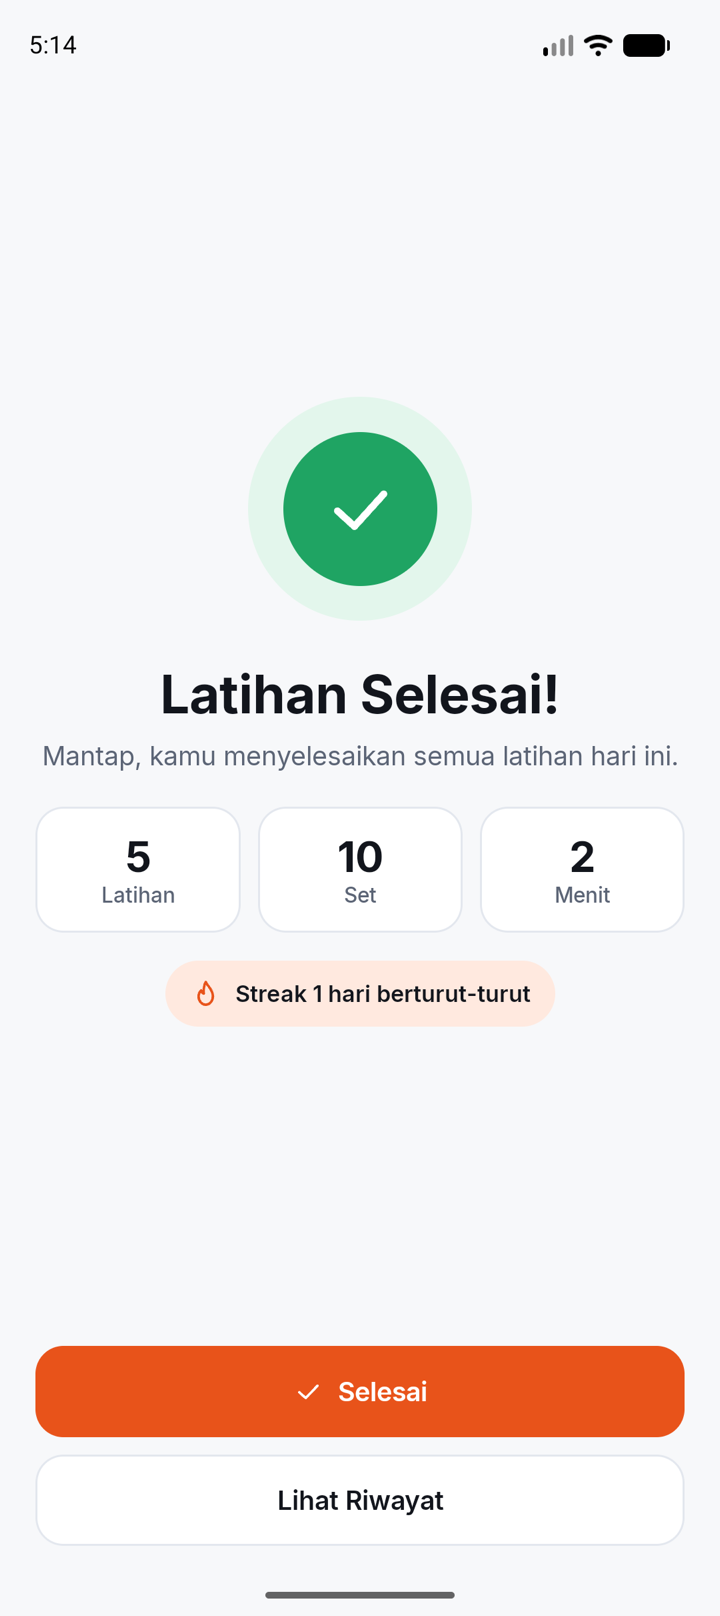 5:14
Latihan Selesai!
Mantap, kamu menyelesaikan semua latihan hari ini.
5
Latihan
10
Set
2
Menit
Streak 1 hari berturut-turut
Selesai
Lihat Riwayat